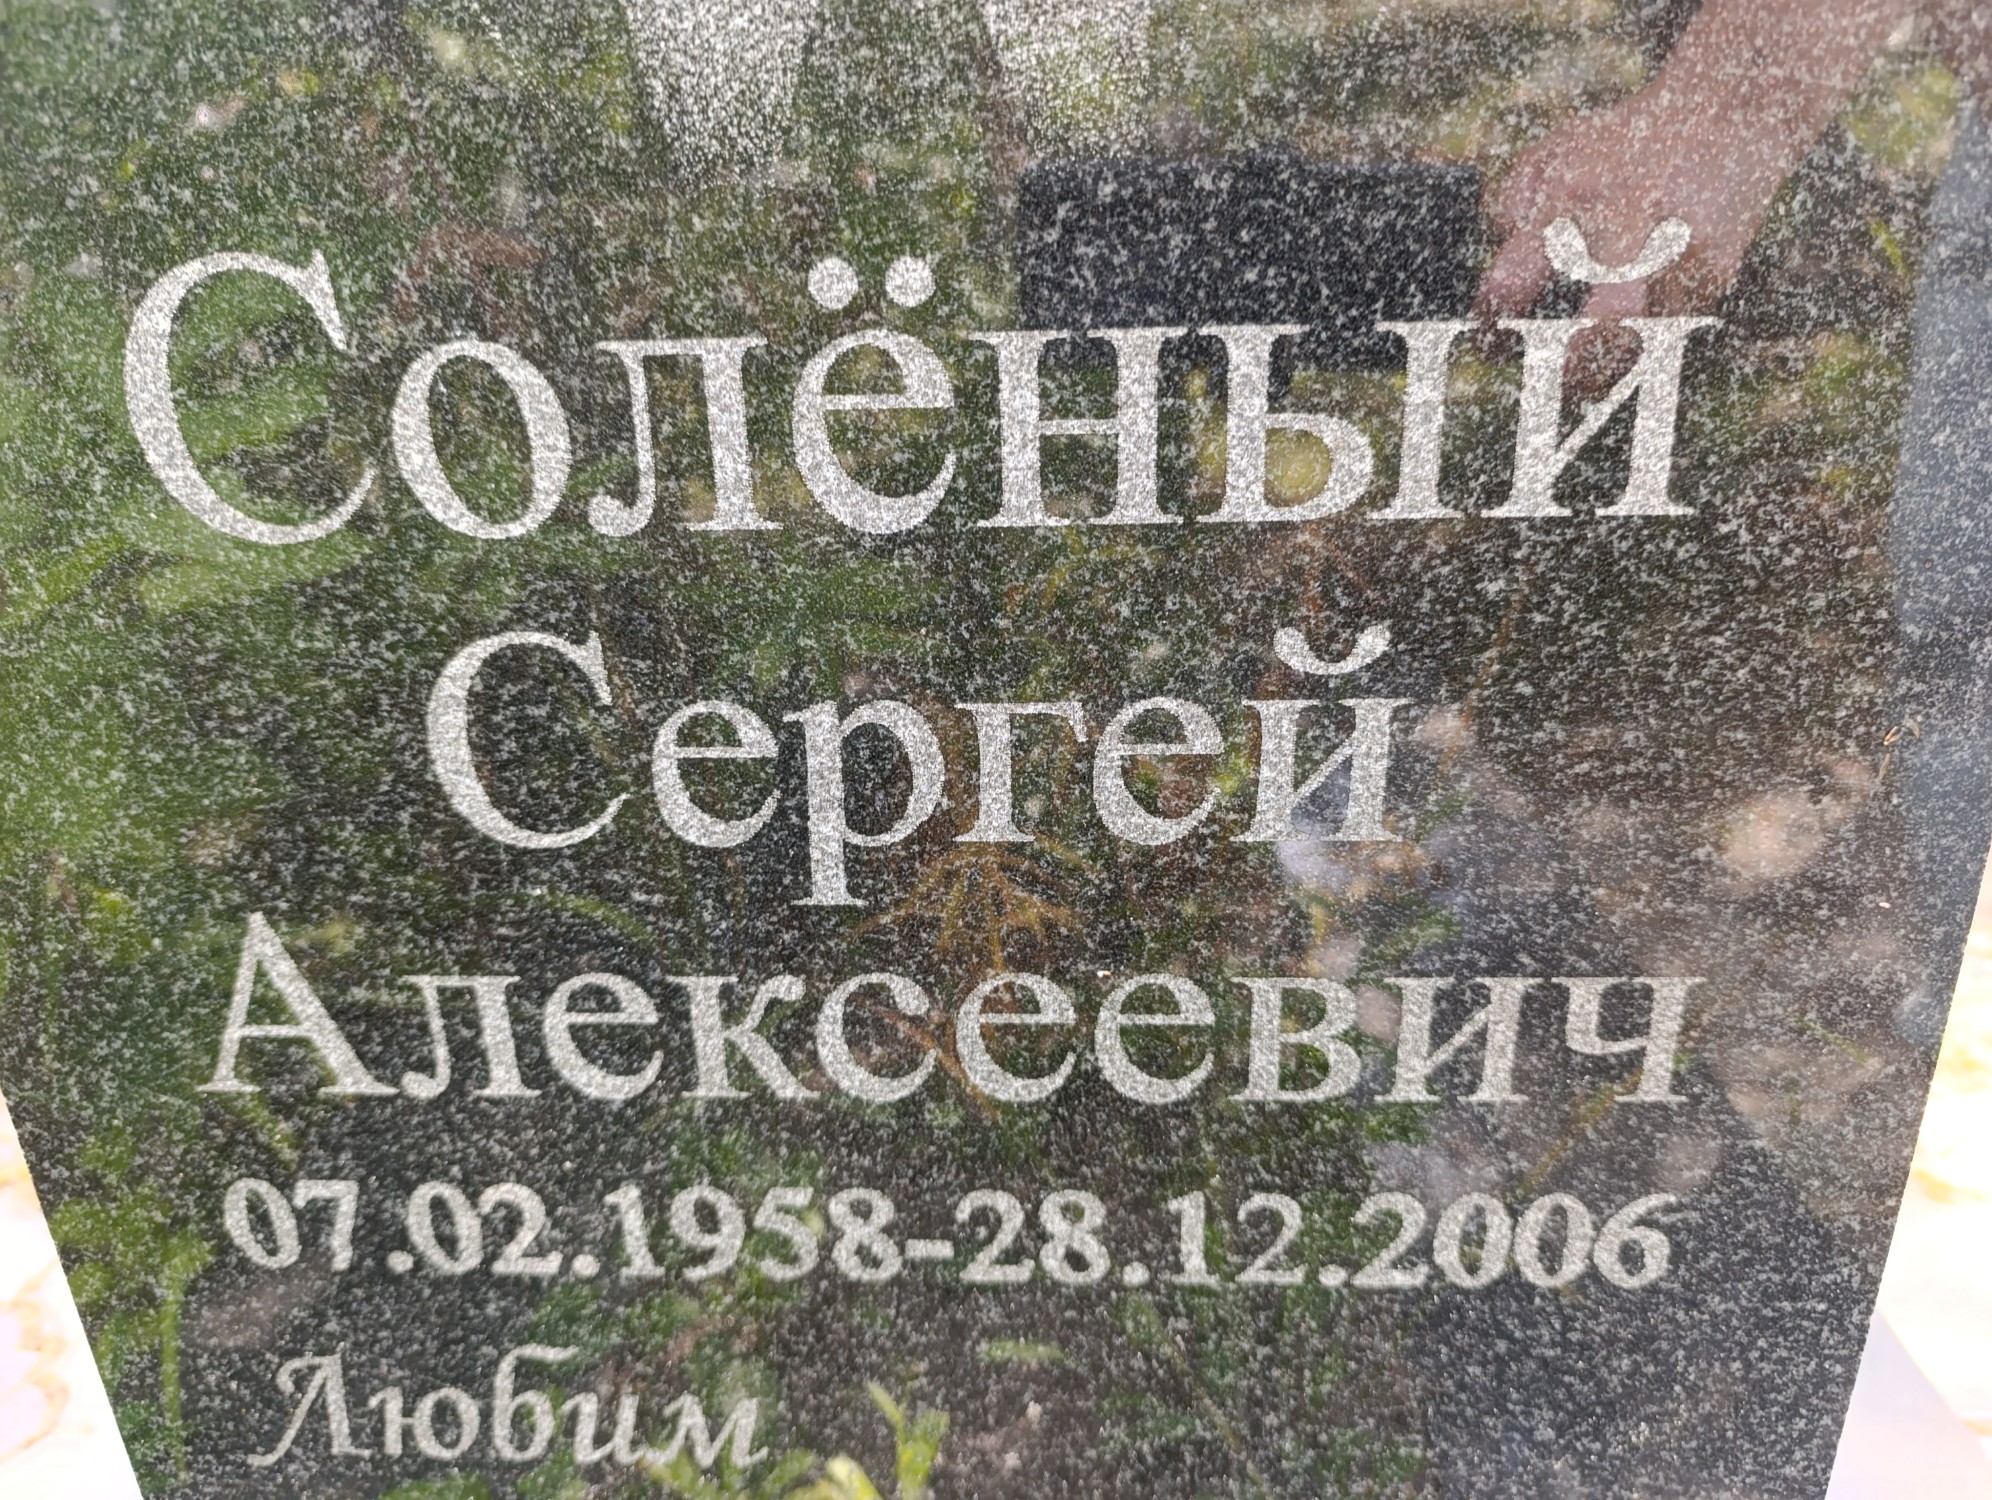 Солёный
Сергей
Алексеевич
07.02.1958-28.12.2006
Любим